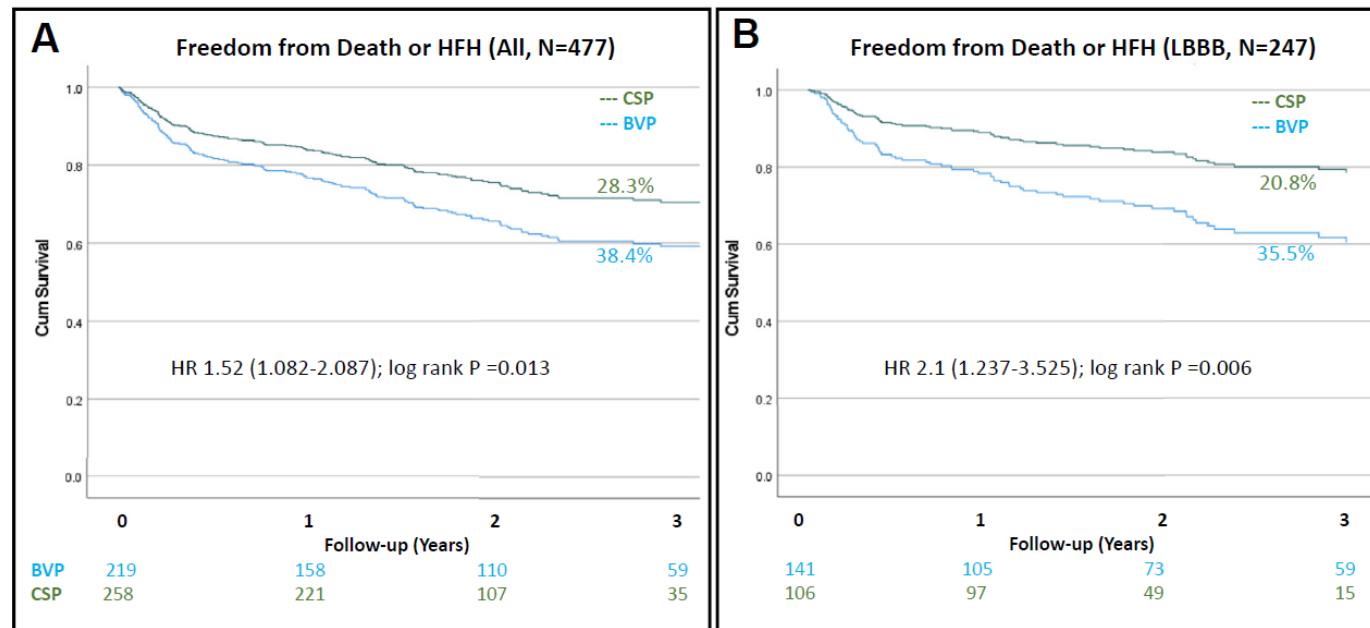 A
Freedom from Death or HFH (All, N=477)
--- CSP
--- BVP
1.0
0.8
0.6
0.4
0.2
0.0
Cum Survival
28.3%
38.4%
HR 1.52 (1.082-2.087); log rank P =0.013
0 1 2 3
Follow-up (Years)
BVP 219 158 110 59
CSP 258 221 107 35
B
Freedom from Death or HFH (LBBB, N=247)
--- CSP
--- BVP
1.0
0.8
0.6
0.4
0.2
0.0
Cum Survival
20.8%
35.5%
HR 2.1 (1.237-3.525); log rank P =0.006
0 1 2 3
Follow-up (Years)
141 105 73 59
106 97 49 15